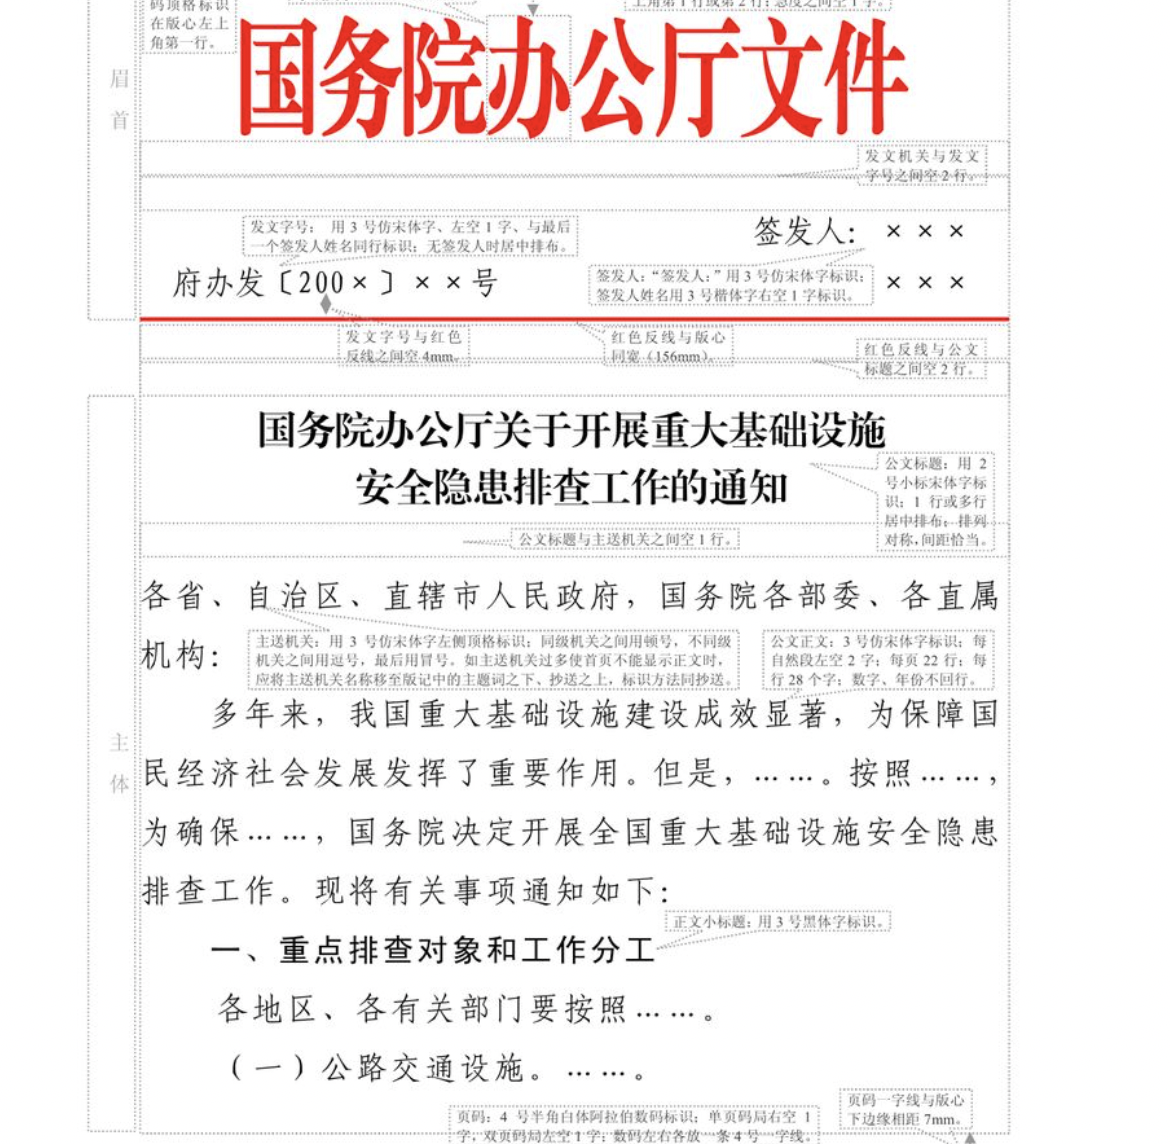 码顶格标识
在版心左上
角第一行。
上角第1行或第2行；急度之间空1字。
国务院办公厅文件
眉
首
发文机关与发文
字号之间空2行。
发文字号： 用3号仿宋体字、左空1字、与最后
一个签发人姓名同行标识；无签发人时居中排布。
签发人：×××
府办发〔200×〕××号
签发人：“签发人：”用3号仿宋体字标识；
签发人姓名用3号楷体字右空1字标识。
×××
发文字号与红色
反线之间空4mm。
红色反线与版心
同宽（156mm）。
红色反线与公文
标题之间空2行。
国务院办公厅关于开展重大基础设施
安全隐患排查工作的通知
公文标题：用 2
号小标宋体字标
识；1 行或多行
居中排布；排列
对称，间距恰当。
公文标题与主送机关之间空1行。
各省、自治区、直辖市人民政府，国务院各部委、各直属
机构：
主送机关：用 3 号仿宋体字左侧顶格标识；同级机关之间用顿号，不同级
机关之间用逗号，最后用冒号。如主送机关过多使首页不能显示正文时，
应将主送机关名称移至版记中的主题词之下、抄送之上，标识方法同抄送。
公文正文：3号仿宋体字标识；每
自然段左空 2 字；每页 22 行；每
行 28 个字；数字、年份不回行。
多年来，我国重大基础设施建设成效显著，为保障国
民经济社会发展发挥了重要作用。但是，……。按照……，
为确保……，国务院决定开展全国重大基础设施安全隐患
排查工作。现将有关事项通知如下：
主
体
正文小标题：用3号黑体字标识。
一、重点排查对象和工作分工
各地区、各有关部门要按照……。
（一）公路交通设施。……。
页码一字线与版心
下边缘相距 7mm。
页码：4 号半角白体阿拉伯数码标识；单页码局右空 1
字，双页码局左空1字；数码左右各放一条4号一字线。